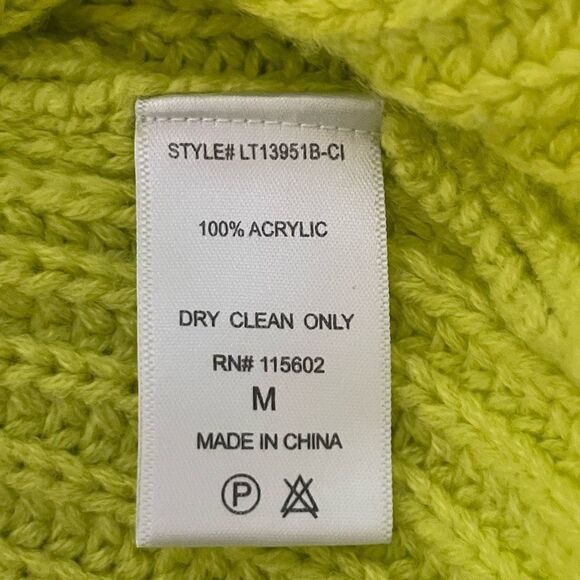 STYLE# LT13951B-CI
100% ACRYLIC
DRY CLEAN ONLY
RN# 115602
M
MADE IN CHINA
P